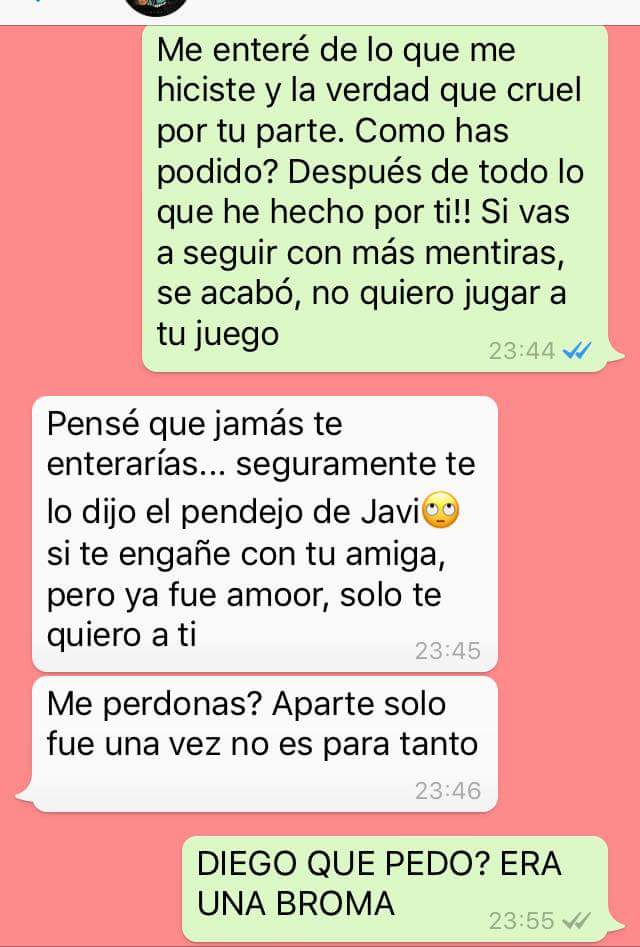 Me enteré de lo que me
hiciste y la verdad que cruel
por tu parte. Como has
podido? Después de todo lo
que he hecho por ti!! Si vas
a seguir con más mentiras,
se acabó, no quiero jugar a
tu juego
23:44
Pensé que jamás te
enterarías... seguramente te
lo dijo el pendejo de Javi🙄
si te engañe con tu amiga,
pero ya fue amoor, solo te
quiero a ti
23:45
Me perdonas? Aparte solo
fue una vez no es para tanto
23:46
DIEGO QUE PEDO? ERA
UNA BROMA
23:55